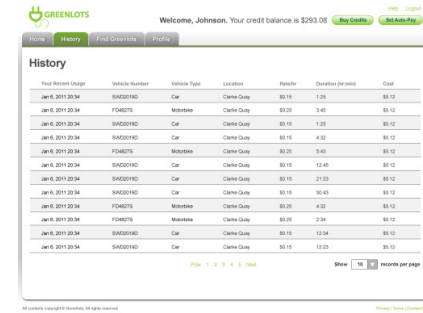 GREENLOTS
Help Logout
Welcome, Johnson. Your credit balance is $293.08 Buy Credits Set Auto-Pay
Home History Find Greenlots Profile
History
Your Recent Usage Vehicle Number Vehicle Type Location Rate/hr Duration (hr:min) Cost
Jan 6, 2011 20:34 SWD2019D Car Clarke Quay $0.15 1:25 $5.12
Jan 6, 2011 20:34 FD4827S Motorbike Clarke Quay $0.25 3:45 $5.12
Jan 6, 2011 20:34 SWD2019D Car Clarke Quay $0.15 1:25 $5.12
Jan 6, 2011 20:34 SWD2019D Car Clarke Quay $0.15 4:32 $5.12
Jan 6, 2011 20:34 FD4827S Motorbike Clarke Quay $0.25 5:43 $5.12
Jan 6, 2011 20:34 SWD2019D Car Clarke Quay $0.15 12:45 $5.12
Jan 6, 2011 20:34 SWD2019D Car Clarke Quay $0.15 21:23 $5.12
Jan 6, 2011 20:34 SWD2019D Car Clarke Quay $0.15 50:43 $5.12
Jan 6, 2011 20:34 FD4827S Motorbike Clarke Quay $0.25 4:32 $5.12
Jan 6, 2011 20:34 FD4827S Motorbike Clarke Quay $0.25 2:34 $5.12
Jan 6, 2011 20:34 SWD2019D Car Clarke Quay $0.15 12:34 $5.12
Jan 6, 2011 20:34 SWD2019D Car Clarke Quay $0.15 12:23 $5.12
Prev 1 2 3 4 5 Next Show 10 records per page
All contents copyright © Greenlots. All rights reserved Privacy | Terms | Contact